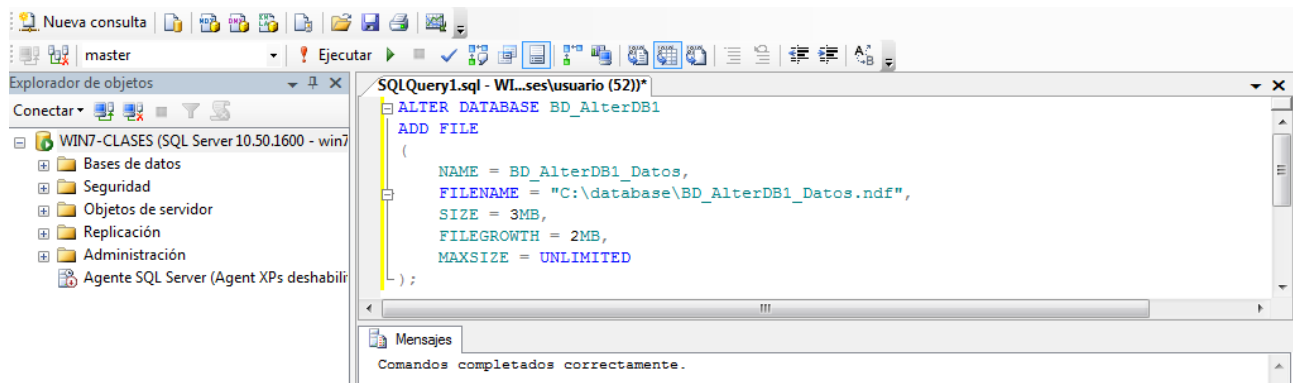 Nueva consulta
master
Ejecutar
Explorador de objetos
Conectar
WIN7-CLASES (SQL Server 10.50.1600 - win7
Bases de datos
Seguridad
Objetos de servidor
Replicación
Administración
Agente SQL Server (Agent XPs deshabilit
SQLQuery1.sql - WI...ses\usuario (52))*
ALTER DATABASE BD_AlterDB1
ADD FILE
(
NAME = BD_AlterDB1_Datos,
FILENAME = "C:\database\BD_AlterDB1_Datos.ndf",
SIZE = 3MB,
FILEGROWTH = 2MB,
MAXSIZE = UNLIMITED
);
Mensajes
Comandos completados correctamente.